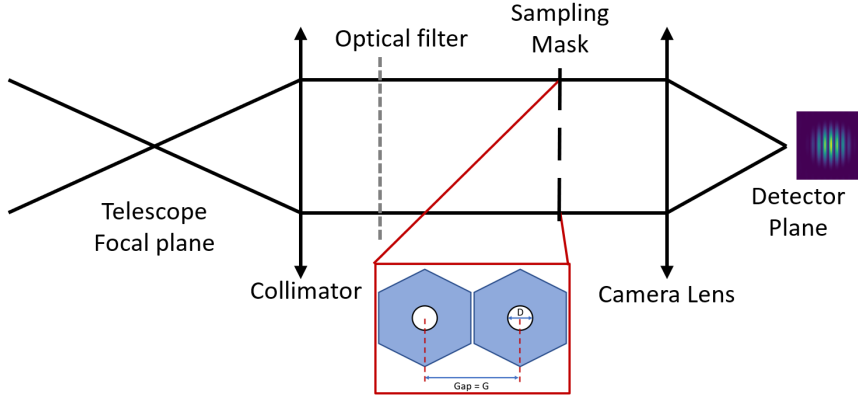 Sampling
Mask
Optical filter
Telescope
Focal plane
Detector
Plane
Collimator
Camera Lens
D
Gap = G